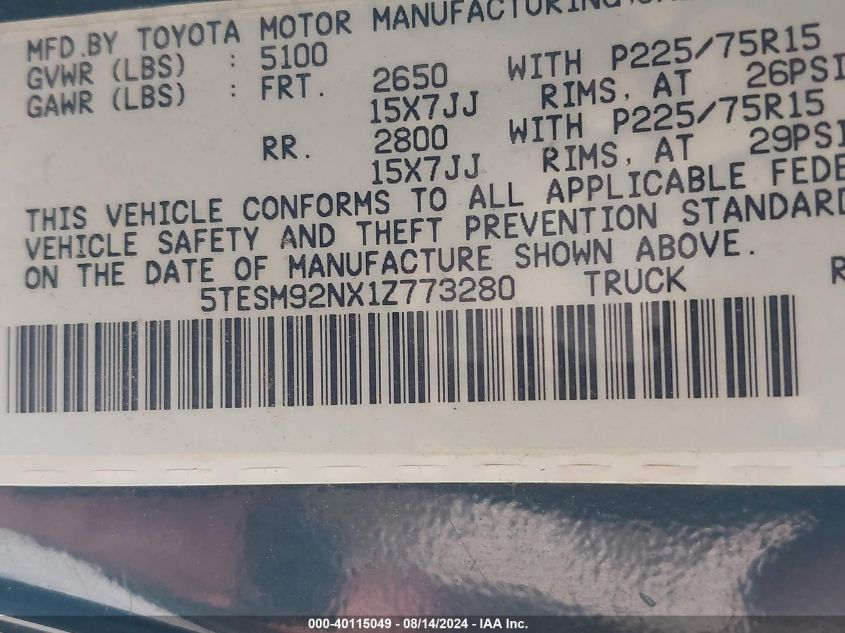 MFD.BY TOYOTA MOTOR MANUFACTURING,
GVWR (LBS) : 5100
GAWR (LBS) : FRT. 2650 WITH P225/75R15
15X7JJ RIMS, AT 26PSI
RR. 2800 WITH P225/75R15
15X7JJ RIMS, AT 29PSI
THIS VEHICLE CONFORMS TO ALL APPLICABLE FEDE
VEHICLE SAFETY AND THEFT PREVENTION STANDARD
ON THE DATE OF MANUFACTURE SHOWN ABOVE.
5TESM92NX1Z773280 TRUCK
000-40115049 - 08/14/2024 - IAA Inc.